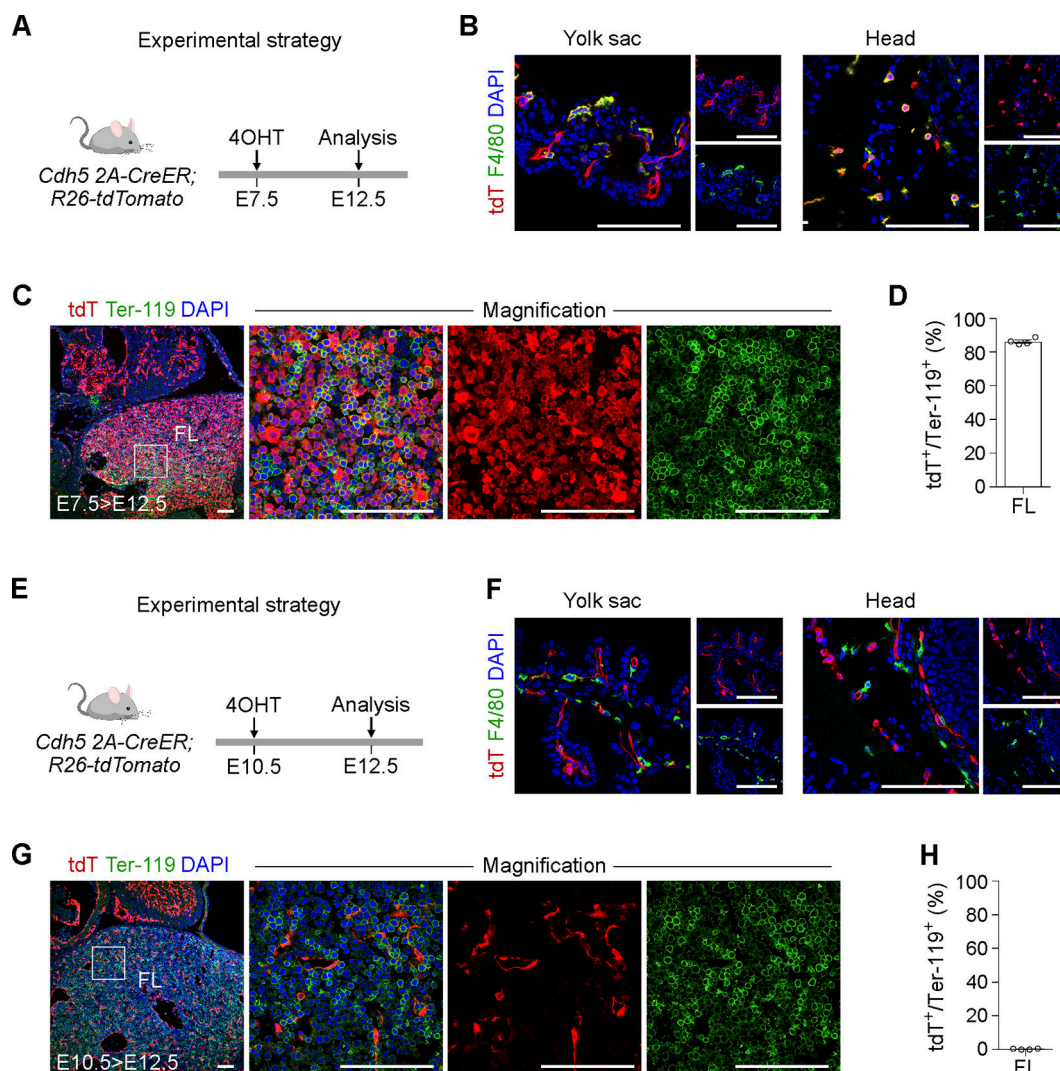 A
Experimental strategy
4OHT
Analysis
Cdh5 2A-CreER;
R26-tdTomato
E7.5
E12.5
B
Yolk sac
Head
tdT F4/80 DAPI
C
tdT Ter-119 DAPI
Magnification
FL
E7.5>E12.5
D
tdT⁺/Ter-119⁺ (%)
100
80
60
40
20
0
FL
E
Experimental strategy
4OHT
Analysis
Cdh5 2A-CreER;
R26-tdTomato
E10.5
E12.5
F
Yolk sac
Head
tdT F4/80 DAPI
G
tdT Ter-119 DAPI
Magnification
FL
E10.5>E12.5
H
tdT⁺/Ter-119⁺ (%)
100
80
60
40
20
0
FL